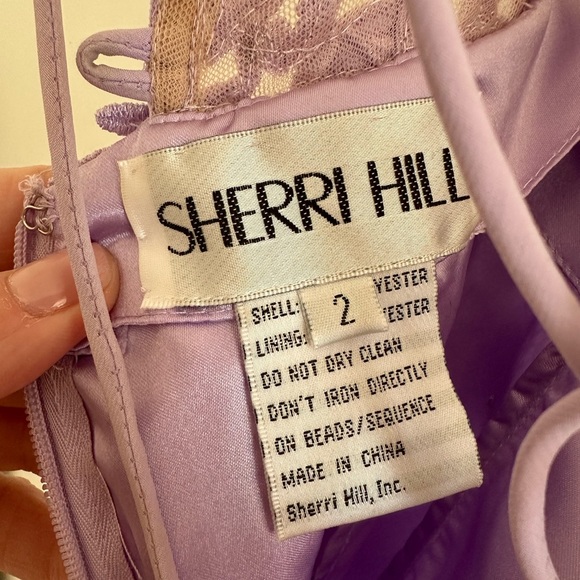 SHERRI HILL
2
SHELL: YESTER
LINING: ESTER
DO NOT DRY CLEAN
DON'T IRON DIRECTLY
ON BEADS/SEQUENCE
MADE IN CHINA
Sherri Hill, Inc.